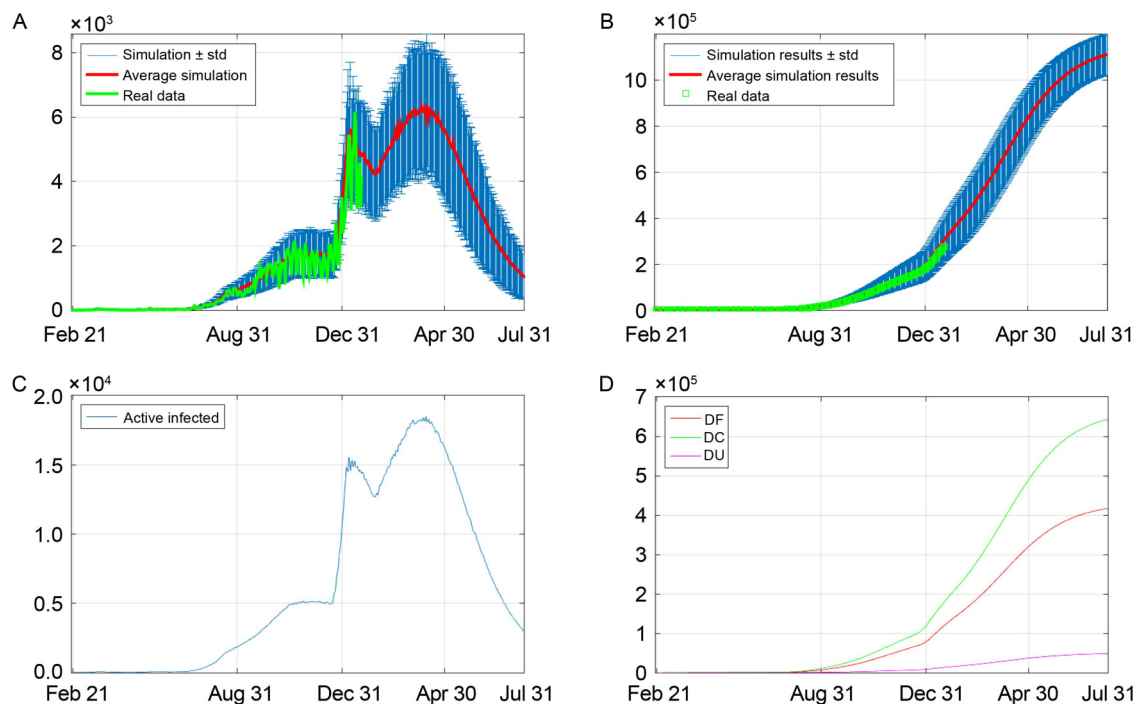 A
×10³
Simulation ± std
Average simulation
Real data
8
6
4
2
0
Feb 21
Aug 31
Dec 31
Apr 30
Jul 31
B
×10⁵
Simulation results ± std
Average simulation results
Real data
10
8
6
4
2
0
Feb 21
Aug 31
Dec 31
Apr 30
Jul 31
C
×10⁴
Active infected
2.0
1.5
1.0
0.5
0.0
Feb 21
Aug 31
Dec 31
Apr 30
Jul 31
D
×10⁵
DF
DC
DU
7
6
5
4
3
2
1
0
Feb 21
Aug 31
Dec 31
Apr 30
Jul 31